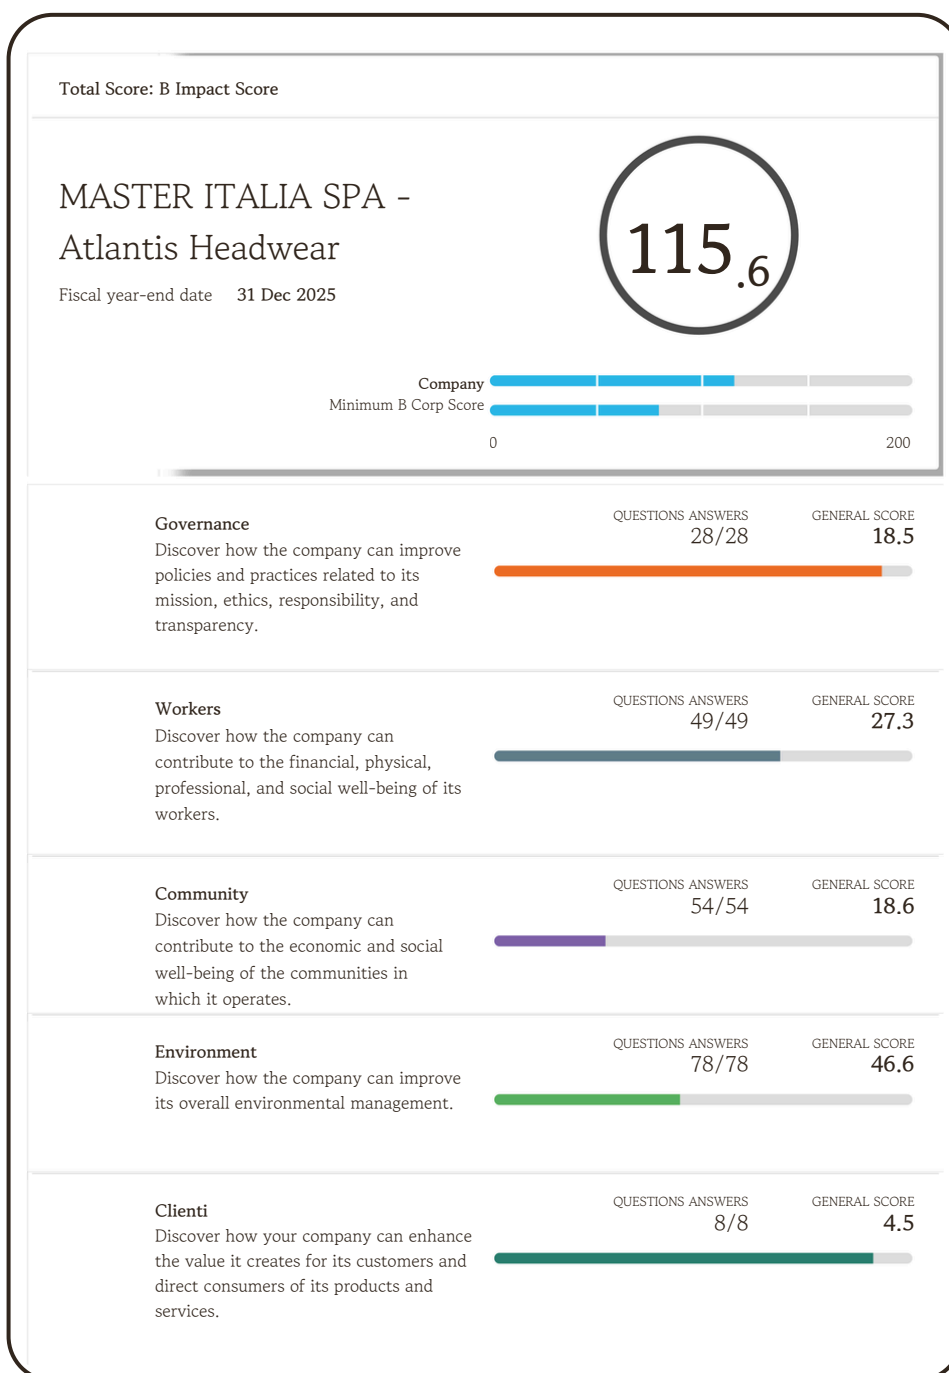 Total Score: B Impact Score
MASTER ITALIA SPA -
Atlantis Headwear
Fiscal year-end date 31 Dec 2025
115.6
Company
Minimum B Corp Score
0 200
Governance
Discover how the company can improve
policies and practices related to its
mission, ethics, responsibility, and
transparency.
QUESTIONS ANSWERS GENERAL SCORE
28/28 18.5
Workers
Discover how the company can
contribute to the financial, physical,
professional, and social well-being of its
workers.
QUESTIONS ANSWERS GENERAL SCORE
49/49 27.3
Community
Discover how the company can
contribute to the economic and social
well-being of the communities in
which it operates.
QUESTIONS ANSWERS GENERAL SCORE
54/54 18.6
Environment
Discover how the company can improve
its overall environmental management.
QUESTIONS ANSWERS GENERAL SCORE
78/78 46.6
Clienti
Discover how your company can enhance
the value it creates for its customers and
direct consumers of its products and
services.
QUESTIONS ANSWERS GENERAL SCORE
8/8 4.5